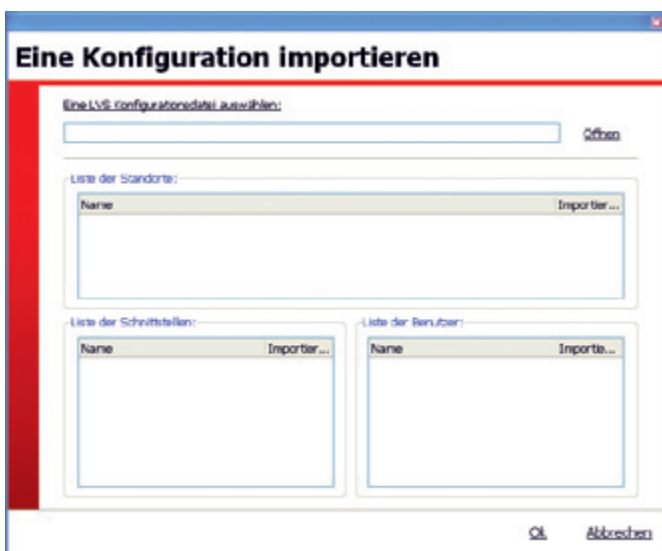 Eine Konfiguration importieren
Eine LVS Konfigurationsdatei auswählen:
Öffnen
Liste der Standorte:
Name Importier...
Liste der Schnittstellen: Liste der Benutzer:
Name Importier... Name Importie...
Ok Abbrechen